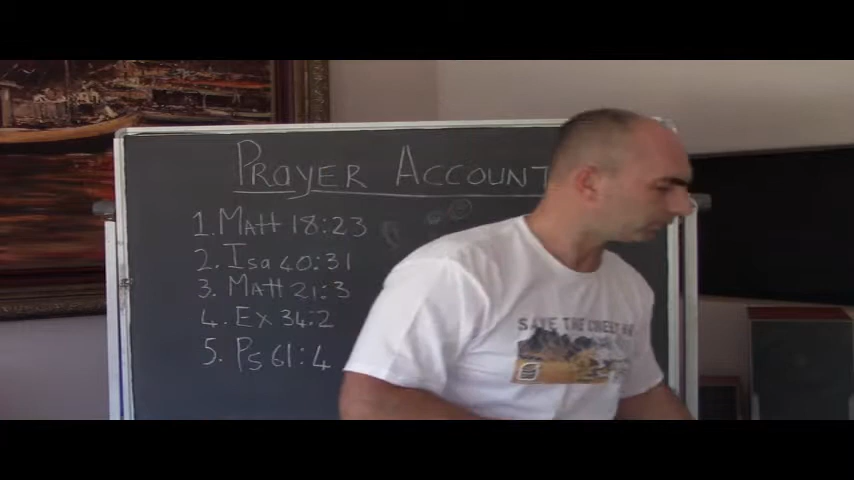 PRAYER ACCOUNT
1. MATT 18:23
2. Isa 40:31
3. MATT 21:3
4. Ex 34:2
5. Ps 61:4
SAVE THE